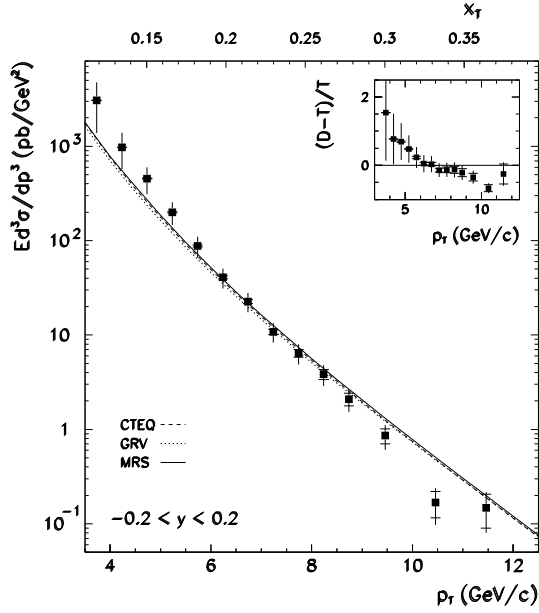 x_T
0.15 0.2 0.25 0.3 0.35
Ed³σ/dp³ (pb/GeV²)
10³
10²
10
1
10⁻¹
(D−T)/T
2
1
0
5 10
p_T (GeV/c)
CTEQ
GRV
MRS
−0.2 < y < 0.2
4 6 8 10 12
p_T (GeV/c)